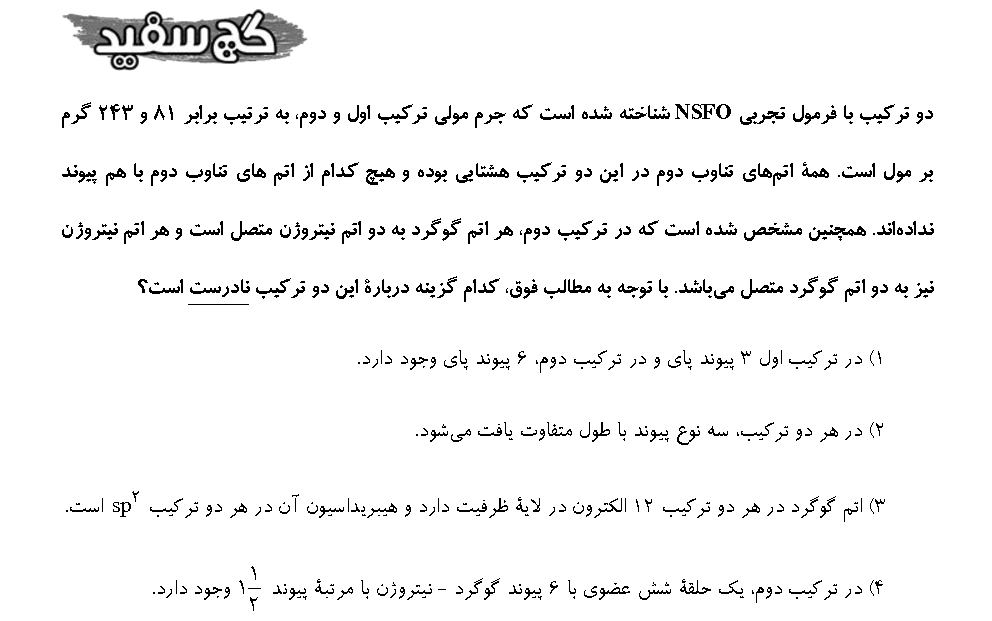 گچ سفید
دو ترکیب با فرمول تجربی NSFO شناخته شده است که جرم مولی ترکیب اول و دوم، به ترتیب برابر ۸۱ و ۲۴۳ گرم
بر مول است. همهٔ اتم‌های تناوب دوم در این دو ترکیب هشتایی بوده و هیچ کدام از اتم های تناوب دوم با هم پیوند
نداده‌اند. همچنین مشخص شده است که در ترکیب دوم، هر اتم گوگرد به دو اتم نیتروژن متصل است و هر اتم نیتروژن
نیز به دو اتم گوگرد متصل می‌باشد. با توجه به مطالب فوق، کدام گزینه دربارهٔ این دو ترکیب نادرست است؟
۱) در ترکیب اول ۳ پیوند پای و در ترکیب دوم، ۶ پیوند پای وجود دارد.
۲) در هر دو ترکیب، سه نوع پیوند با طول متفاوت یافت می‌شود.
۳) اتم گوگرد در هر دو ترکیب ۱۲ الکترون در لایهٔ ظرفیت دارد و هیبریداسیون آن در هر دو ترکیب sp² است.
۴) در ترکیب دوم، یک حلقهٔ شش عضوی با ۶ پیوند گوگرد - نیتروژن با مرتبهٔ پیوند ۱ ۱/۲ وجود دارد.